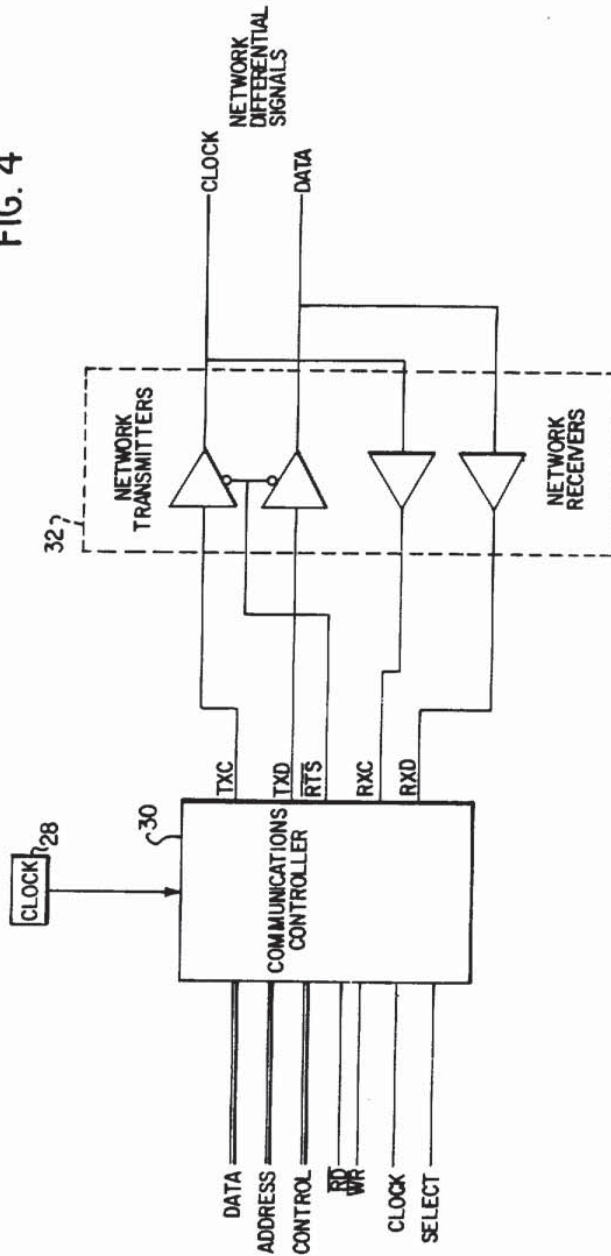 FIG. 4
CLOCK
28
30
32
COMMUNICATIONS
CONTROLLER
DATA
ADDRESS
CONTROL
RD
WR
CLOCK
SELECT
TXC
TXD
RTS
RXC
RXD
NETWORK
TRANSMITTERS
NETWORK
RECEIVERS
CLOCK
DATA
NETWORK
DIFFERENTIAL
SIGNALS